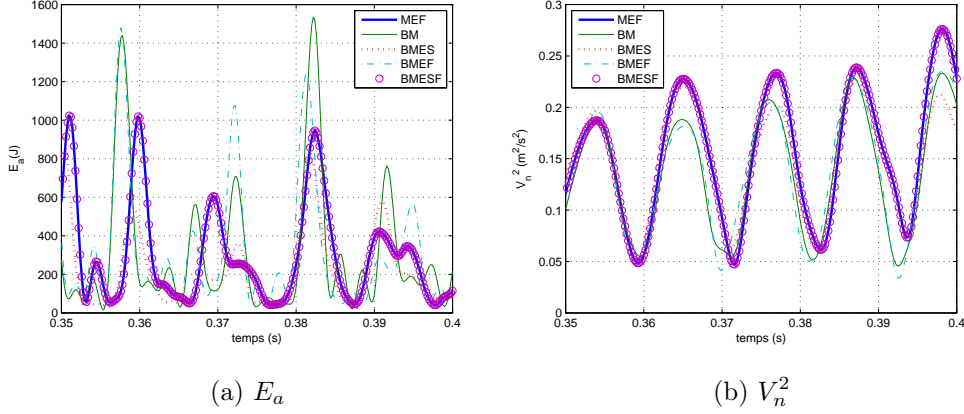 1600
1400
1200
1000
800
600
400
200
0
E_a(J)
0.35 0.36 0.37 0.38 0.39 0.4
temps (s)
MEF
BM
BMES
BMEF
BMESF
(a) E_a
0.3
0.25
0.2
0.15
0.1
0.05
0
V_n^2 (m^2/s^2)
0.35 0.36 0.37 0.38 0.39 0.4
temps (s)
MEF
BM
BMES
BMEF
BMESF
(b) V_n^2